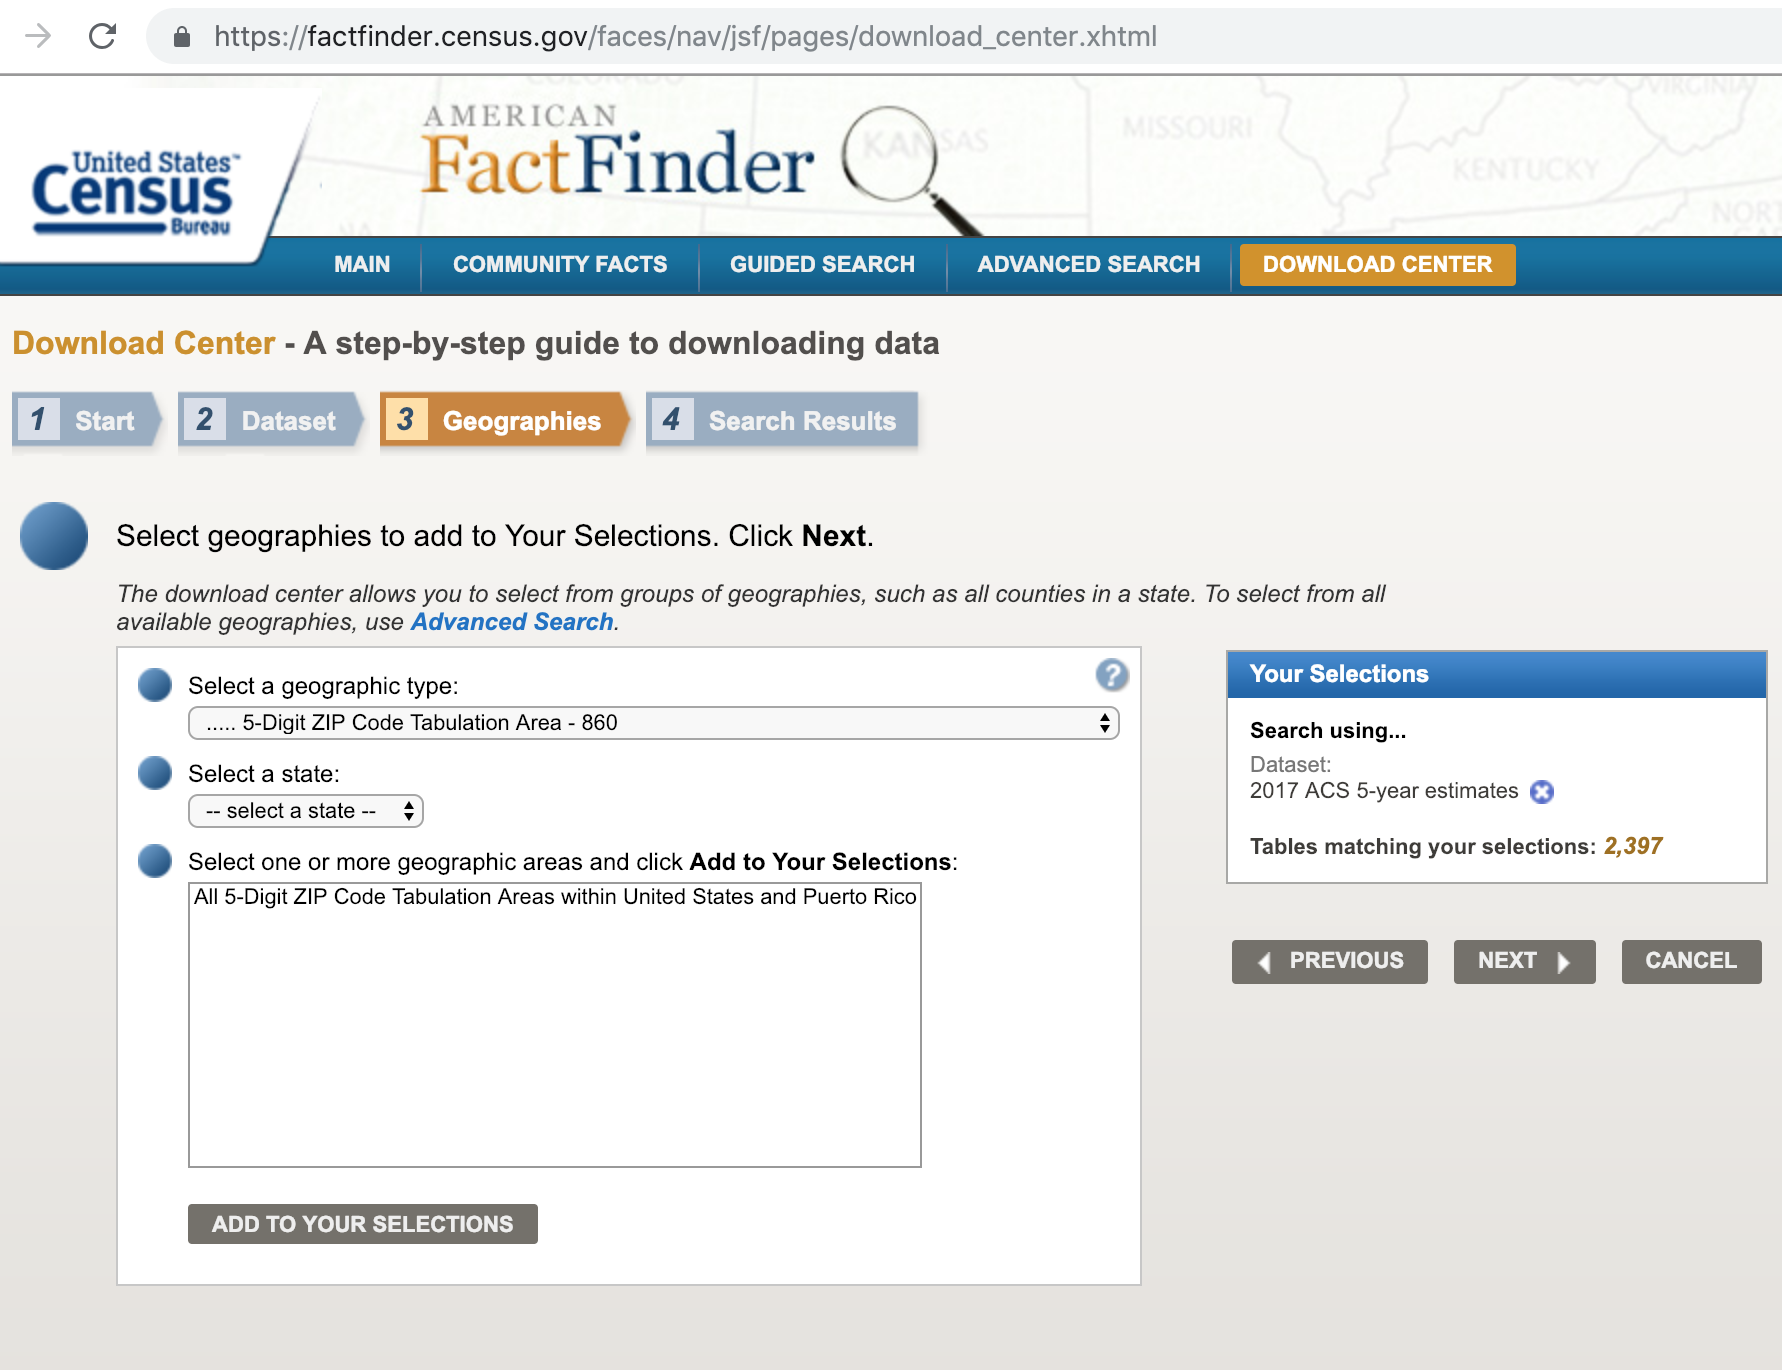 https://factfinder.census.gov/faces/nav/jsf/pages/download_center.xhtml
COLORADO
VIRGINIA
AMERICAN
FactFinder
KANSAS
MISSOURI
KENTUCKY
United States™
Census
Bureau
MAIN
COMMUNITY FACTS
GUIDED SEARCH
ADVANCED SEARCH
DOWNLOAD CENTER
Download Center - A step-by-step guide to downloading data
1 Start
2 Dataset
3 Geographies
4 Search Results
Select geographies to add to Your Selections. Click Next.
The download center allows you to select from groups of geographies, such as all counties in a state. To select from all
available geographies, use Advanced Search.
Select a geographic type:
?
..... 5-Digit ZIP Code Tabulation Area - 860
Select a state:
-- select a state --
Select one or more geographic areas and click Add to Your Selections:
All 5-Digit ZIP Code Tabulation Areas within United States and Puerto Rico
ADD TO YOUR SELECTIONS
Your Selections
Search using...
Dataset:
2017 ACS 5-year estimates
Tables matching your selections: 2,397
PREVIOUS
NEXT
CANCEL